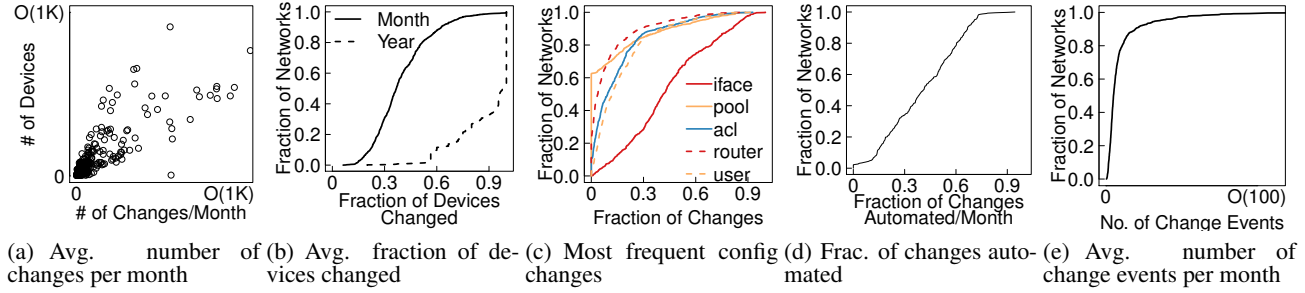 O(1K)
# of Devices
0
0
O(1K)
# of Changes/Month
Fraction of Networks
1.0
0.8
0.6
0.4
0.2
0.0
Month
Year
0.0 0.3 0.6 0.9
Fraction of Devices
Changed
Fraction of Networks
1.0
0.8
0.6
0.4
0.2
0.0
iface
pool
acl
router
user
0.0 0.3 0.6 0.9
Fraction of Changes
Fraction of Networks
1.0
0.8
0.6
0.4
0.2
0.0
0.0 0.3 0.6 0.9
Fraction of Changes
Automated/Month
Fraction of Networks
1.0
0.8
0.6
0.4
0.2
0.0
0
O(100)
No. of Change Events
(a) Avg. number of
changes per month
(b) Avg. fraction of de-
vices changed
(c) Most frequent config
changes
(d) Frac. of changes auto-
mated
(e) Avg. number of
change events per month